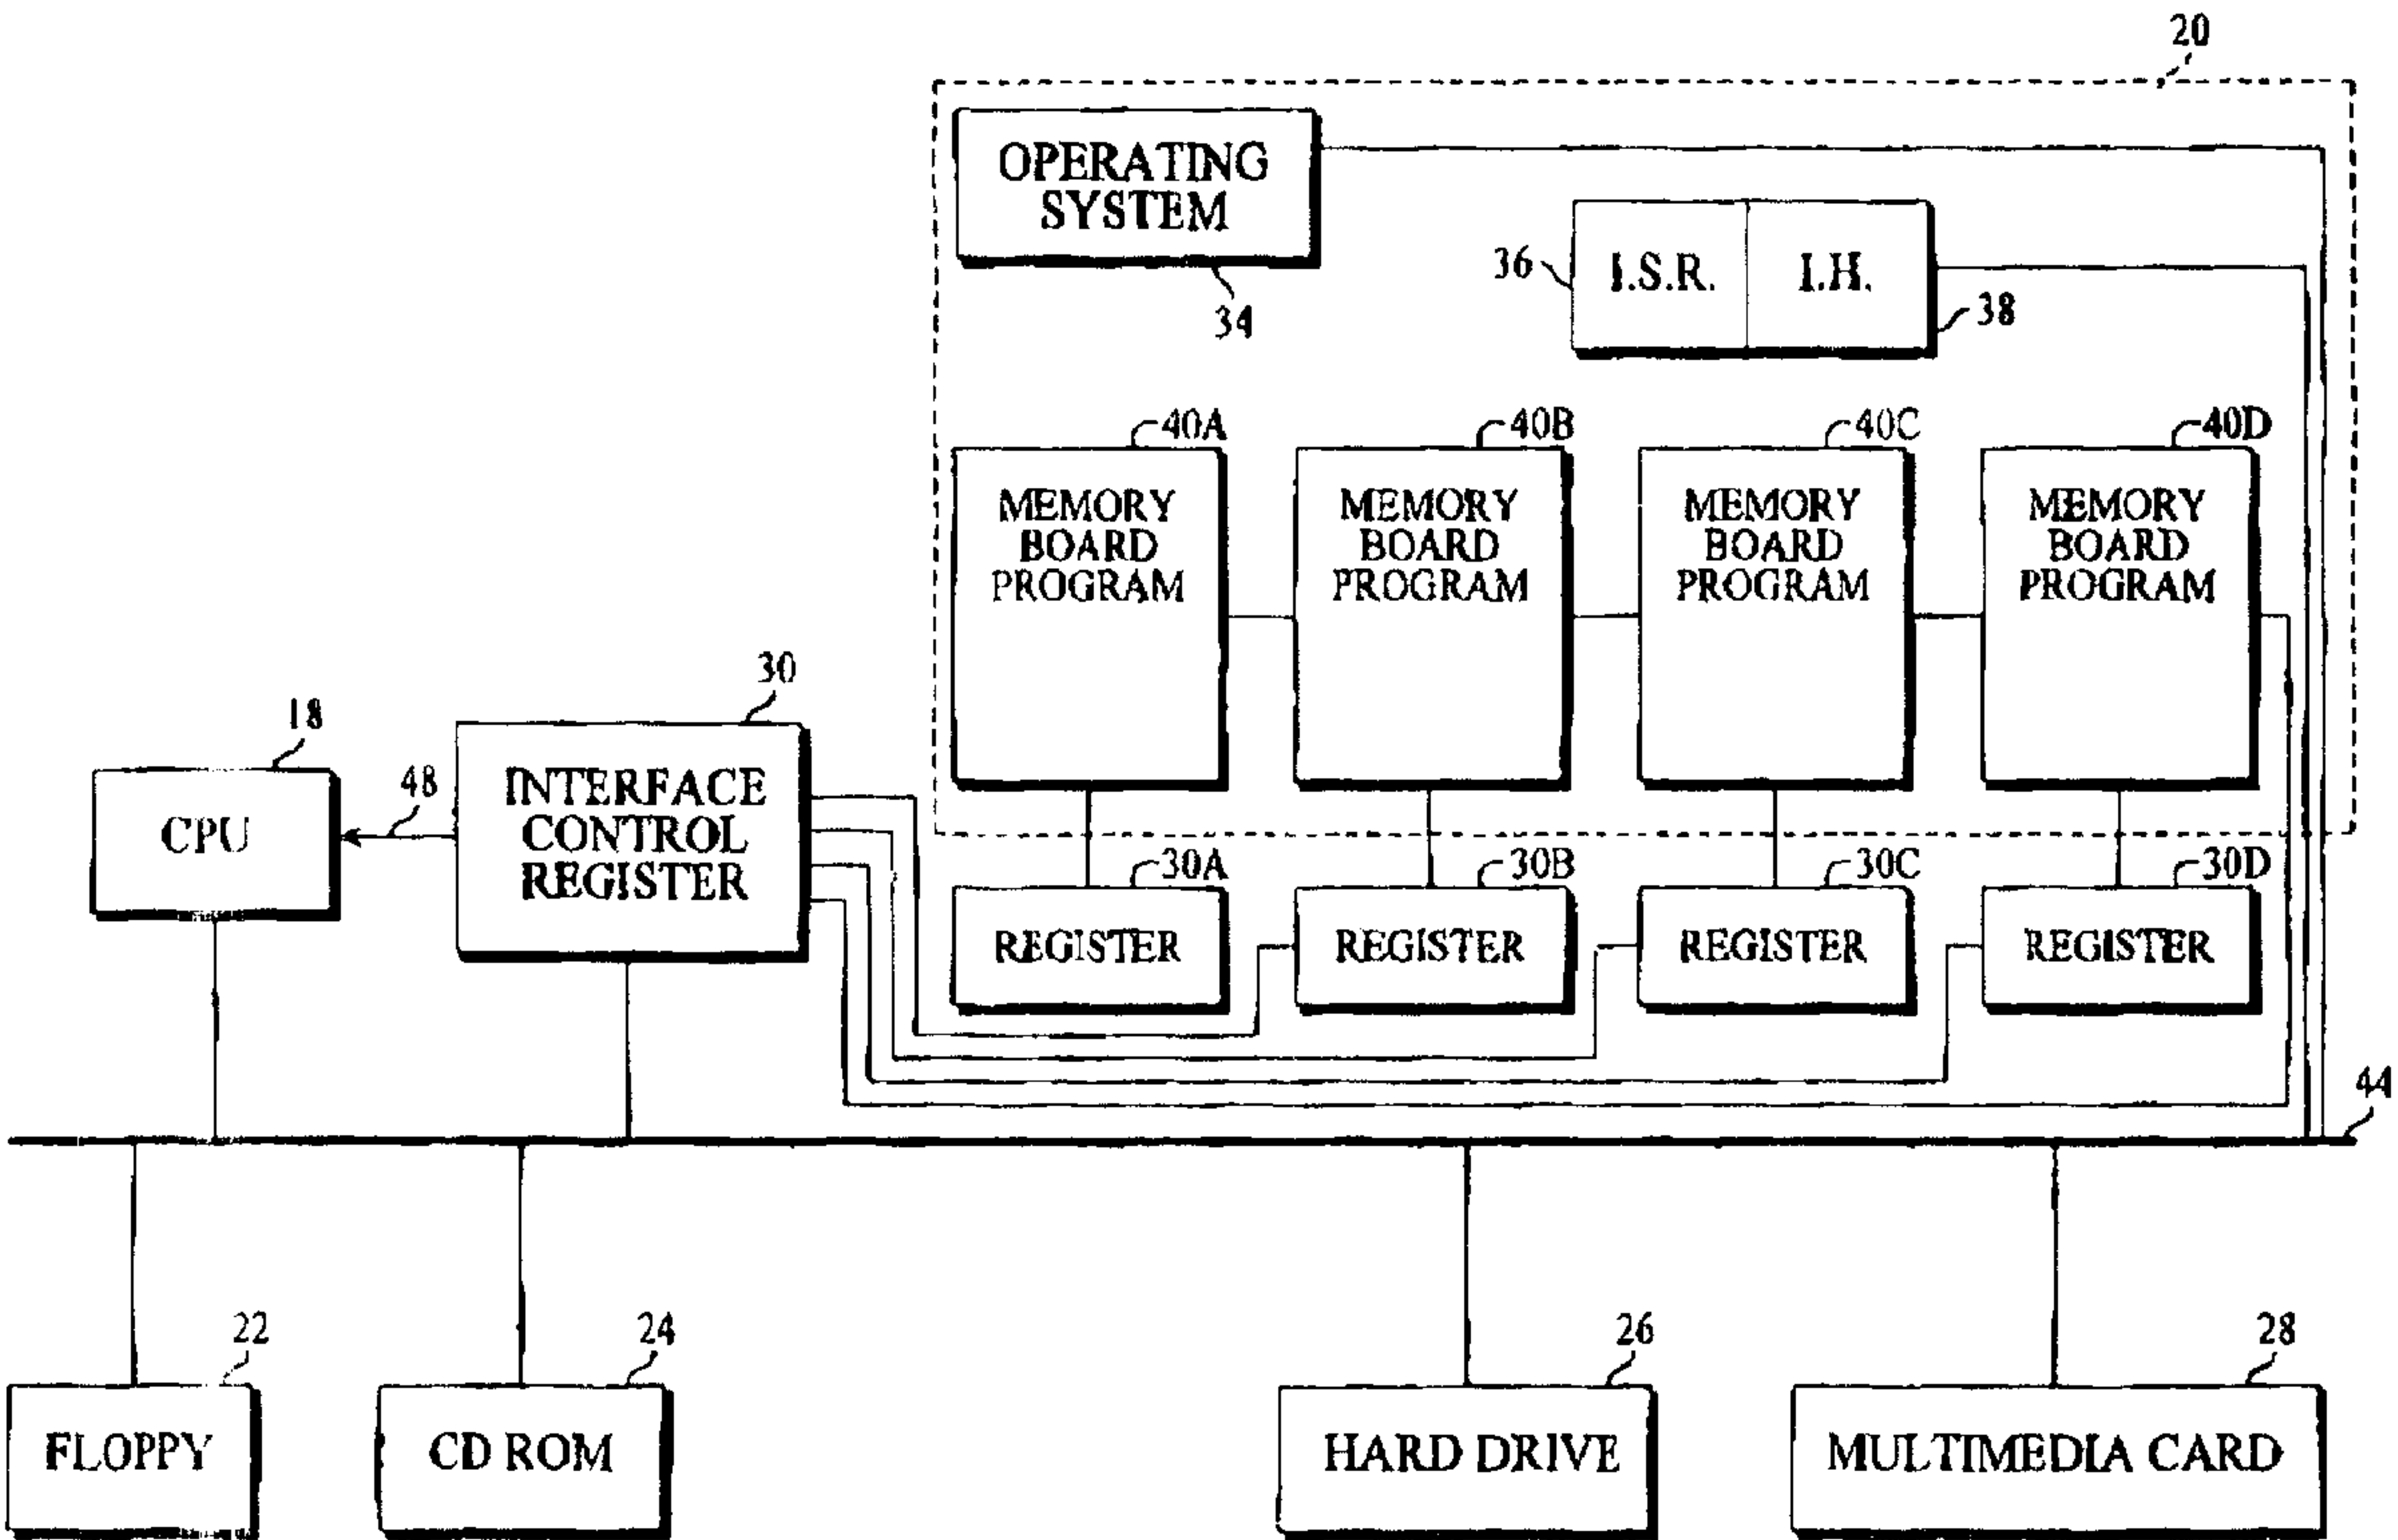 20
OPERATING
SYSTEM
34
36
I.S.R.
I.H.
38
40A
40B
40C
40D
MEMORY
BOARD
PROGRAM
MEMORY
BOARD
PROGRAM
MEMORY
BOARD
PROGRAM
MEMORY
BOARD
PROGRAM
18
CPU
48
30
INTERFACE
CONTROL
REGISTER
30A
30B
30C
30D
REGISTER
REGISTER
REGISTER
REGISTER
44
22
FLOPPY
24
CD ROM
26
HARD DRIVE
28
MULTIMEDIA CARD